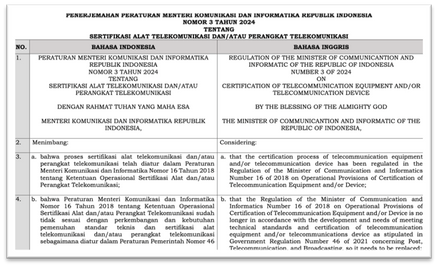 PENERJEMAHAN PERATURAN MENTERI KOMUNIKASI DAN INFORMATIKA REPUBLIK INDONESIA
NOMOR 3 TAHUN 2024
TENTANG
SERTIFIKASI ALAT TELEKOMUNIKASI DAN/ATAU PERANGKAT TELEKOMUNIKASI
NO. BAHASA INDONESIA BAHASA INGGRIS
1.
PERATURAN MENTERI KOMUNIKASI DAN INFORMATIKA
REPUBLIK INDONESIA
NOMOR 3 TAHUN 2024
TENTANG
SERTIFIKASI ALAT TELEKOMUNIKASI DAN/ATAU
PERANGKAT TELEKOMUNIKASI
DENGAN RAHMAT TUHAN YANG MAHA ESA
MENTERI KOMUNIKASI DAN INFORMATIKA REPUBLIK
INDONESIA,
REGULATION OF THE MINISTER OF COMMUNICANTION AND
INFORMATIC OF THE REPUBLIC OF INDONESIA
NUMBER 3 OF 2024
ON
CERTIFICATION OF TELECOMMUNICATION EQUIPMENT AND/OR
TELECOMMUNICATION DEVICE
BY THE BLESSING OF THE ALMIGHTY GOD
THE MINISTER OF COMMUNICANTION AND INFORMATIC OF
THE REPUBLIC OF INDONESIA,
2. Menimbang: Considering:
3.
a. bahwa proses sertifikasi alat telekomunikasi dan/atau
perangkat telekomunikasi telah diatur dalam Peraturan
Menteri Komunikasi dan Informatika Nomor 16 Tahun 2018
tentang Ketentuan Operasional Sertifikasi Alat dan/atau
Perangkat Telekomunikasi;
a. that the certification process of telecommunication equipment
and/or telecommunication device has been regulated in the
Regulation of the Minister of Communication and Informatics
Number 16 of 2018 on Operational Provisions of Certification of
Telecommunication Equipment and/or Device;
4.
b. bahwa Peraturan Menteri Komunikasi dan Informatika
Nomor 16 Tahun 2018 tentang Ketentuan Operasional
Sertifikasi Alat dan/atau Perangkat Telekomunikasi sudah
tidak sesuai dengan perkembangan dan kebutuhan
pemenuhan standar teknis dan sertifikasi alat
telekomunikasi dan/atau perangkat telekomunikasi
sebagaimana diatur dalam Peraturan Pemerintah Nomor 46
b. that the Regulation of the Minister of Communication and
Informatics Number 16 of 2018 on Operational Provisions of
Certification of Telecommunication Equipment and/or Device is no
longer in accordance with the development and needs of meeting
technical standards and certification of telecommunication
equipment and/or telecommunications device as stipulated in
Government Regulation Number 46 of 2021 concerning Post,
Telecommunication, and Broadcasting, so it needs to be replaced;